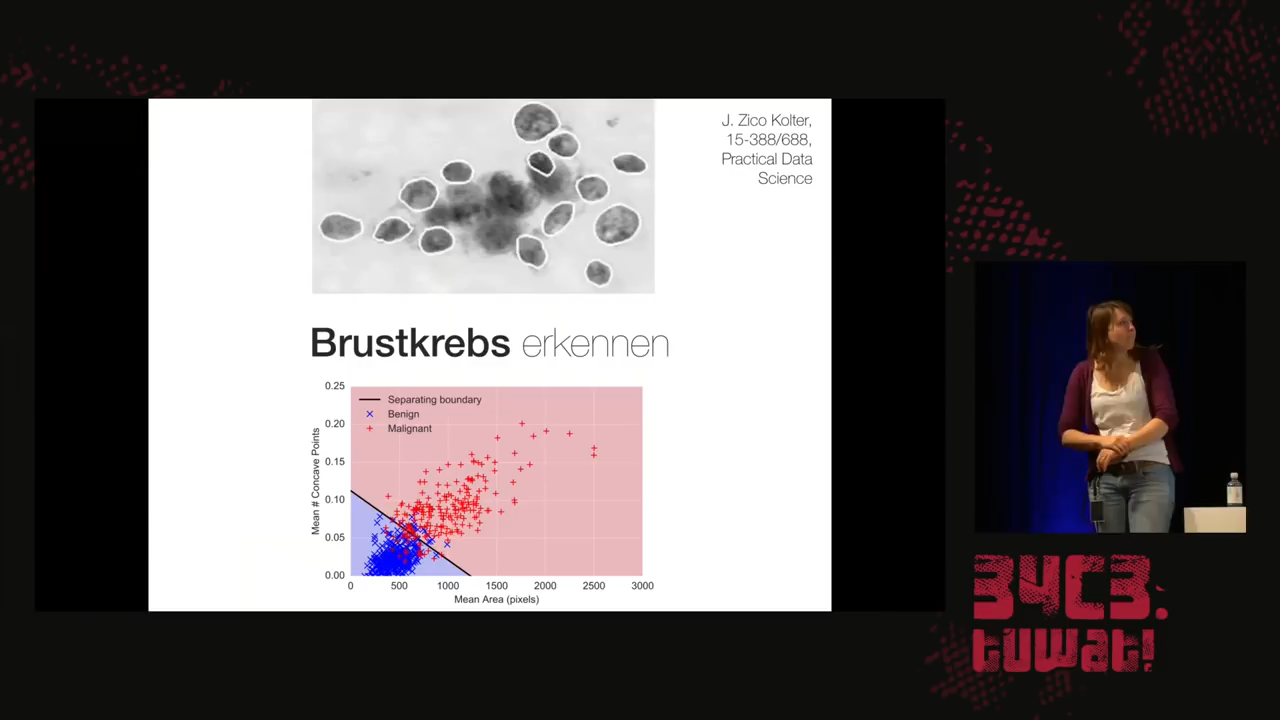 J. Zico Kolter,
15-388/688,
Practical Data
Science
Brustkrebs erkennen
0.25
0.20
0.15
0.10
0.05
0.00
Mean # Concave Points
Separating boundary
Benign
Malignant
0
500
1000
1500
2000
2500
3000
Mean Area (pixels)
34C3.
tuwat!